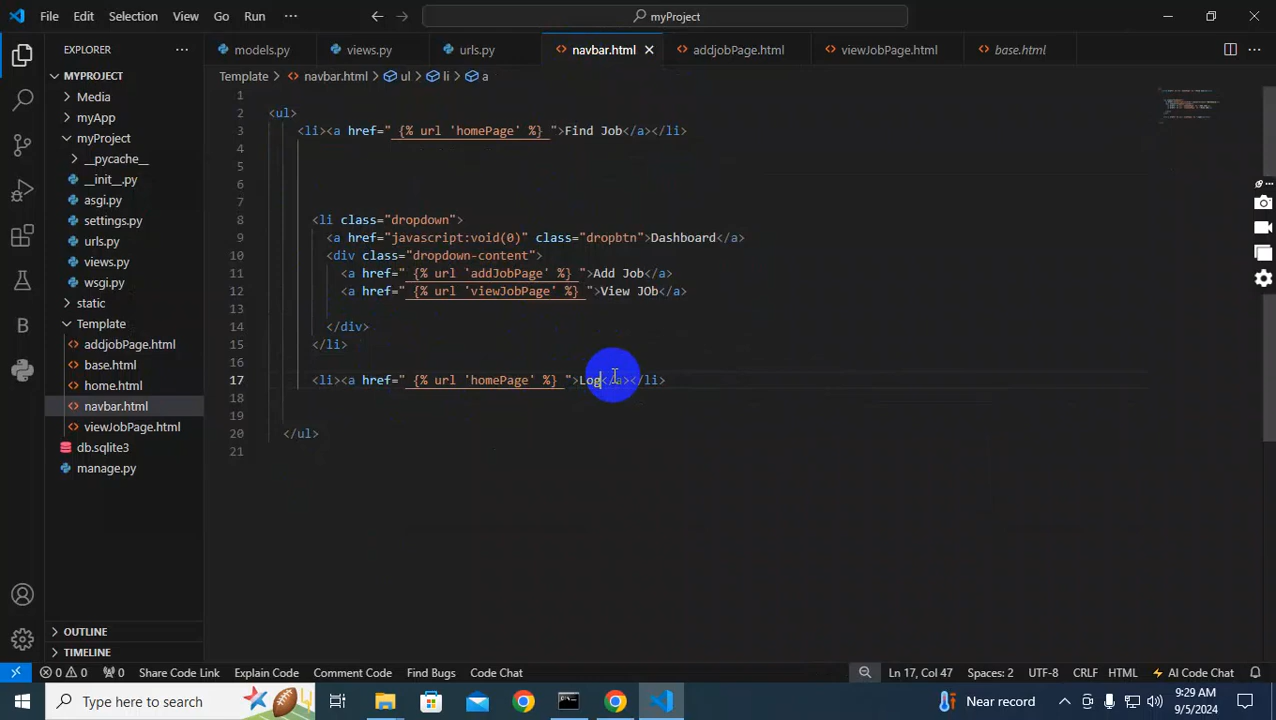 File Edit Selection View Go Run ··· myProject
EXPLORER ···
models.py views.py urls.py navbar.html addjobPage.html viewJobPage.html base.html ···
MYPROJECT
Template > navbar.html > ul > li > a
Media
myApp
myProject
__pycache__
__init__.py
asgi.py
settings.py
urls.py
views.py
wsgi.py
static
Template
addjobPage.html
base.html
home.html
navbar.html
viewJobPage.html
db.sqlite3
manage.py
OUTLINE
TIMELINE
1
2 <ul>
3 <li><a href=" {% url 'homePage' %} ">Find Job</a></li>
4
5
6
7
8 <li class="dropdown">
9 <a href="javascript:void(0)" class="dropbtn">Dashboard</a>
10 <div class="dropdown-content">
11 <a href=" {% url 'addJobPage' %} ">Add Job</a>
12 <a href=" {% url 'viewJobPage' %} ">View JOb</a>
13
14 </div>
15 </li>
16
17 <li><a href=" {% url 'homePage' %} ">Log</a></li>
18
19
20 </ul>
21
0 0 0 Share Code Link Explain Code Comment Code Find Bugs Code Chat Ln 17, Col 47 Spaces: 2 UTF-8 CRLF HTML AI Code Chat
Type here to search Near record 9:29 AM
9/5/2024